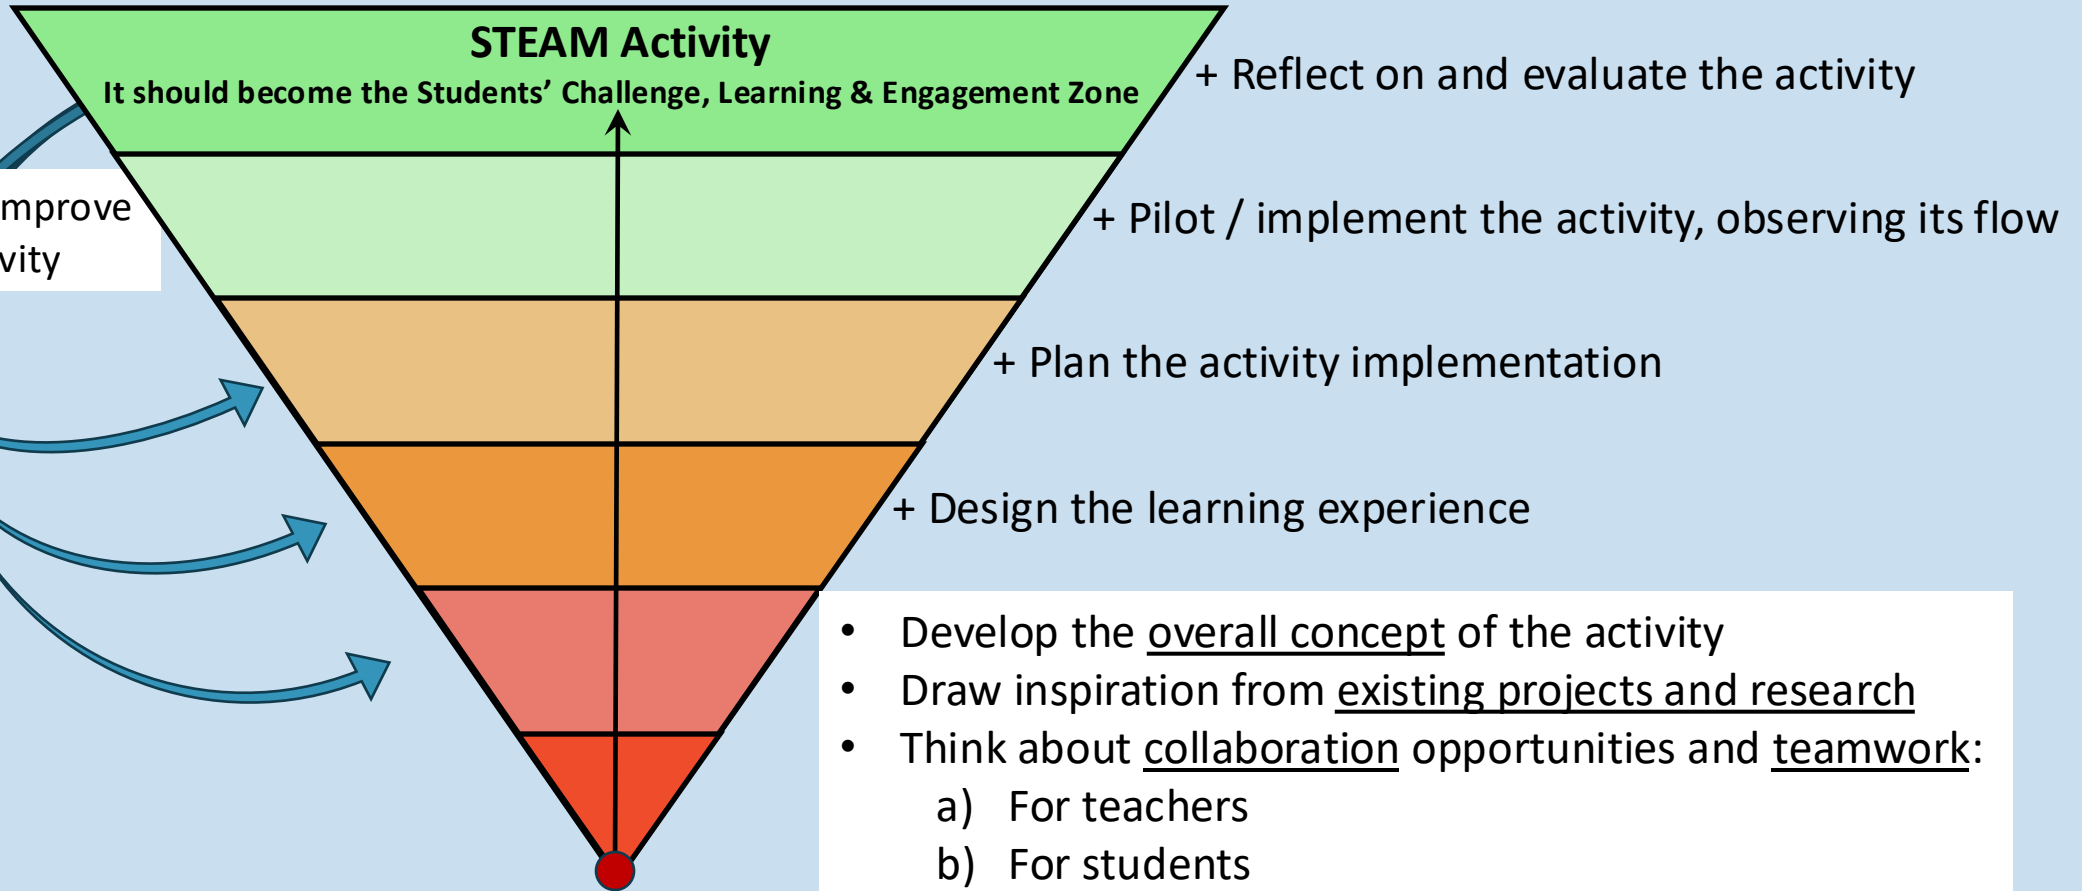 STEAM Activity
It should become the Students’ Challenge, Learning & Engagement Zone
+ Reflect on and evaluate the activity
mprove
vity
+ Pilot / implement the activity, observing its flow
+ Plan the activity implementation
+ Design the learning experience
• Develop the overall concept of the activity
• Draw inspiration from existing projects and research
• Think about collaboration opportunities and teamwork:
a) For teachers
b) For students